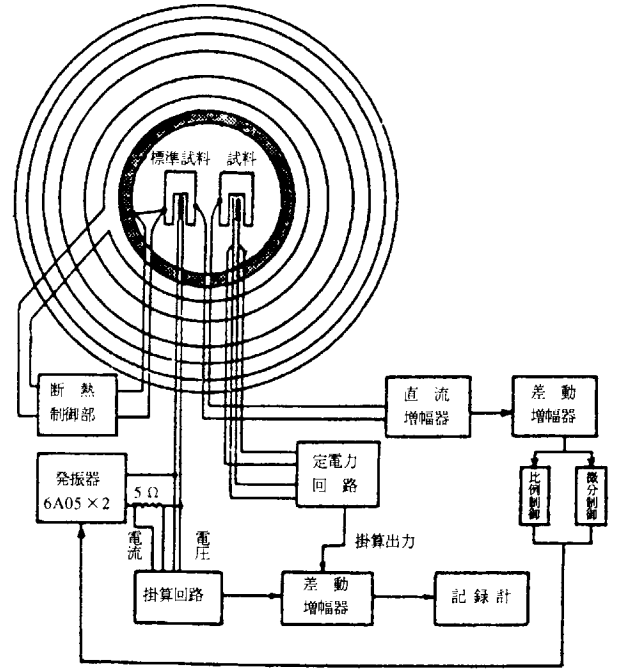 標準試料
試料
断熱
制御部
直流
増幅器
差動
増幅器
定電力
回路
比例制御
微分制御
発振器
6A05×2
5Ω
電流
電圧
掛算出力
掛算回路
差動
増幅器
記録計